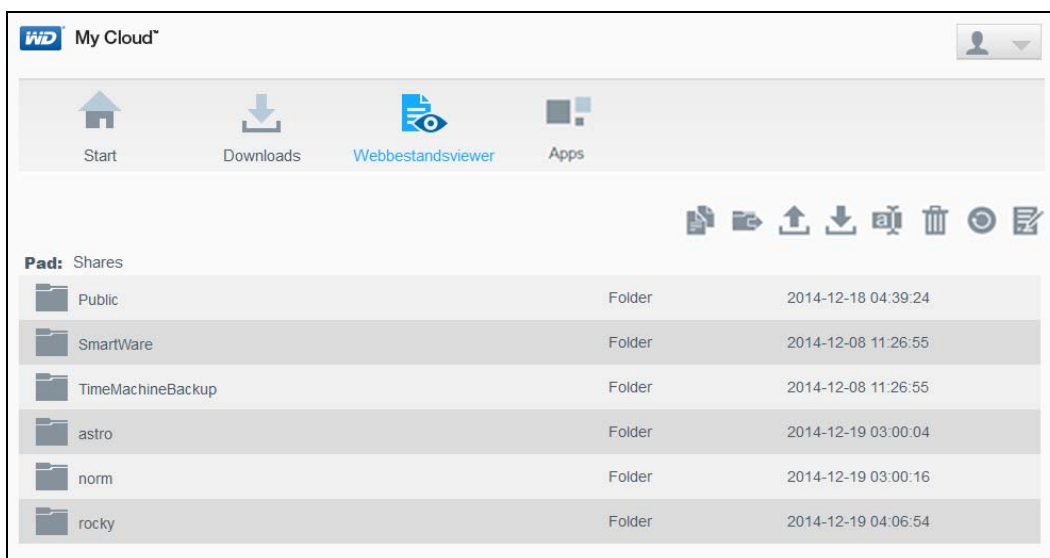 WD My Cloud™
Start Downloads Webbestandsviewer Apps
Pad: Shares
Public Folder 2014-12-18 04:39:24
SmartWare Folder 2014-12-08 11:26:55
TimeMachineBackup Folder 2014-12-08 11:26:55
astro Folder 2014-12-19 03:00:04
norm Folder 2014-12-19 03:00:16
rocky Folder 2014-12-19 04:06:54